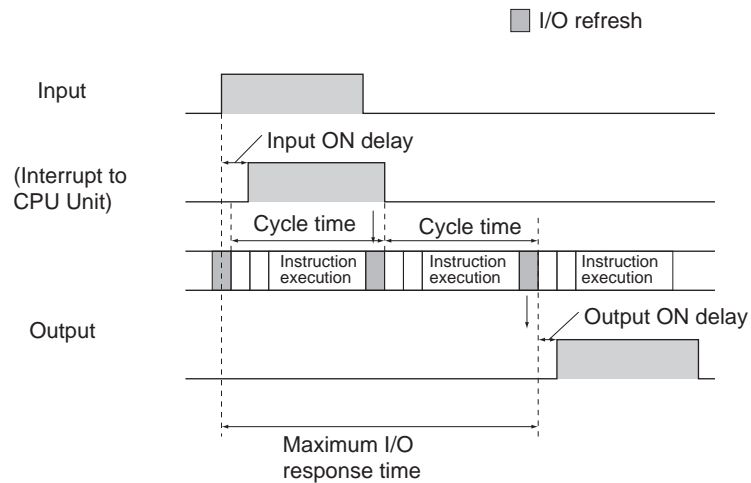 I/O refresh
Input
Input ON delay
(Interrupt to
CPU Unit)
Cycle time
Cycle time
Instruction
execution
Instruction
execution
Instruction
execution
Output
Output ON delay
Maximum I/O
response time